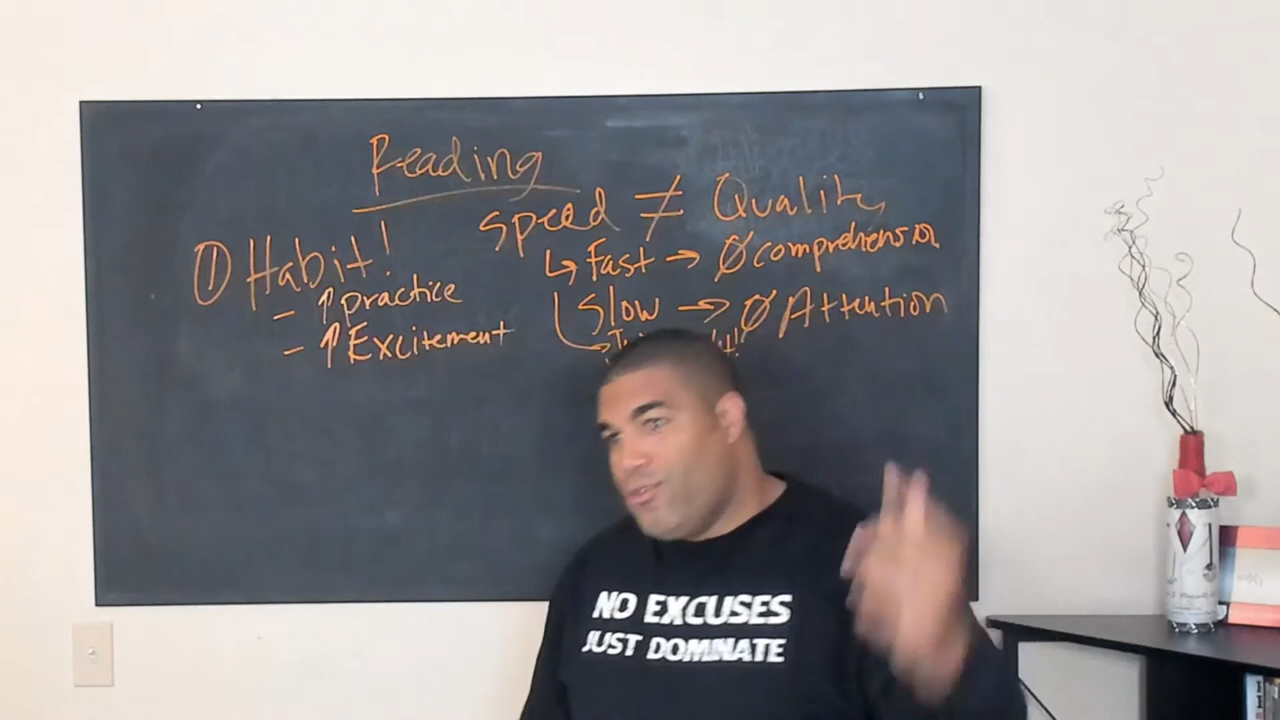 Reading
Speed ≠ Quality
① Habit!
- ↑ practice
- ↑ Excitement
↳ Fast → Ø comprehension
Slow → Ø Attention
NO EXCUSES
JUST DOMINATE